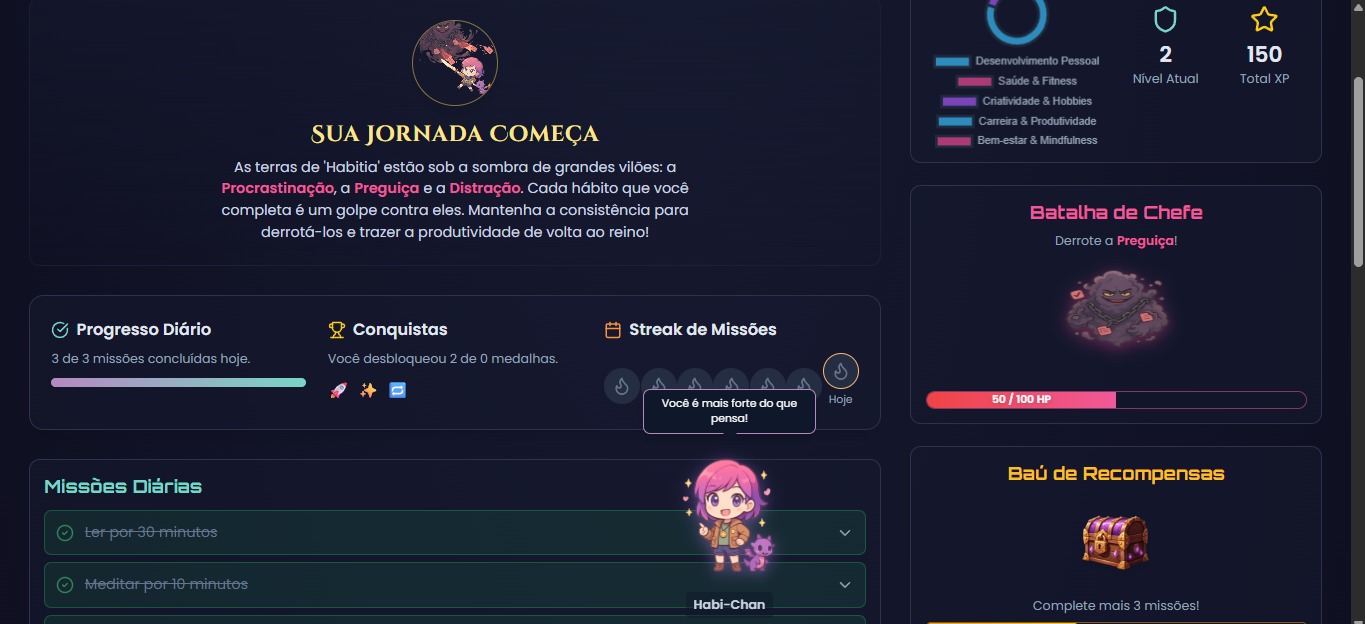 Sua Jornada Começa
As terras de 'Habitia' estão sob a sombra de grandes vilões: a
Procrastinação, a Preguiça e a Distração. Cada hábito que você
completa é um golpe contra eles. Mantenha a consistência para
derrotá-los e trazer a produtividade de volta ao reino!
Progresso Diário
3 de 3 missões concluídas hoje.
Conquistas
Você desbloqueou 2 de 0 medalhas.
Streak de Missões
Hoje
Você é mais forte do que
pensa!
Missões Diárias
Ler por 30 minutos
Meditar por 10 minutos
Habi-Chan
Desenvolvimento Pessoal
Saúde & Fitness
Criatividade & Hobbies
Carreira & Produtividade
Bem-estar & Mindfulness
2
Nível Atual
150
Total XP
Batalha de Chefe
Derrote a Preguiça!
50 / 100 HP
Baú de Recompensas
Complete mais 3 missões!